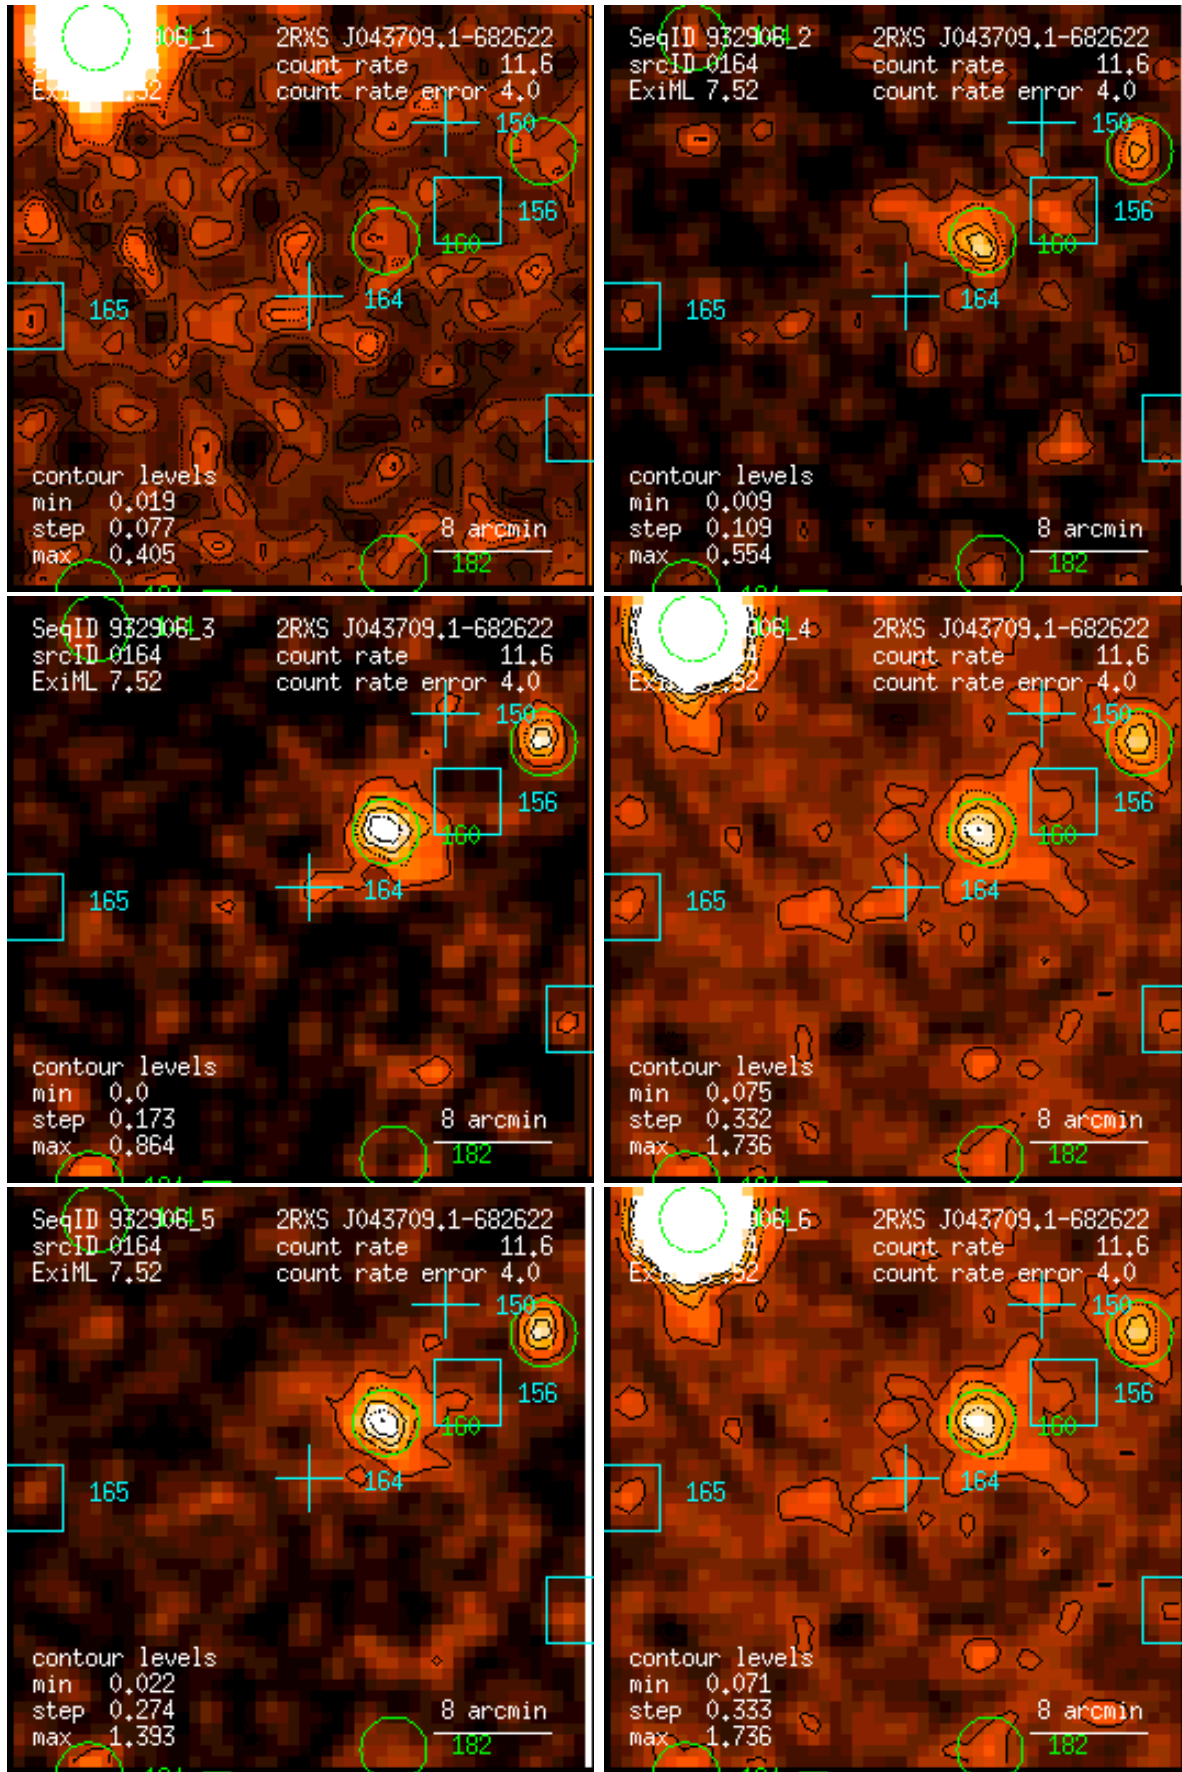 2RXS J043709.1-682622
count rate 11.6
count rate error 4.0
150
156
160
165
164
contour levels
min 0.019
step 0.077
max 0.405
8 arcmin
182
SeqID 932906_2
2RXS J043709.1-682622
srcID 0164
count rate 11.6
ExiML 7.52
count rate error 4.0
150
156
160
165
164
contour levels
min 0.009
step 0.109
max 0.554
8 arcmin
182
SeqID 932906_3
2RXS J043709.1-682622
srcID 0164
count rate 11.6
ExiML 7.52
count rate error 4.0
150
156
160
165
164
contour levels
min 0.0
step 0.173
max 0.864
8 arcmin
182
2RXS J043709.1-682622
count rate 11.6
count rate error 4.0
150
156
160
165
164
contour levels
min 0.075
step 0.332
max 1.736
8 arcmin
182
SeqID 932906_5
2RXS J043709.1-682622
srcID 0164
count rate 11.6
ExiML 7.52
count rate error 4.0
150
156
160
165
164
contour levels
min 0.022
step 0.274
max 1.393
8 arcmin
182
2RXS J043709.1-682622
count rate 11.6
count rate error 4.0
150
156
160
165
164
contour levels
min 0.071
step 0.333
max 1.736
8 arcmin
182